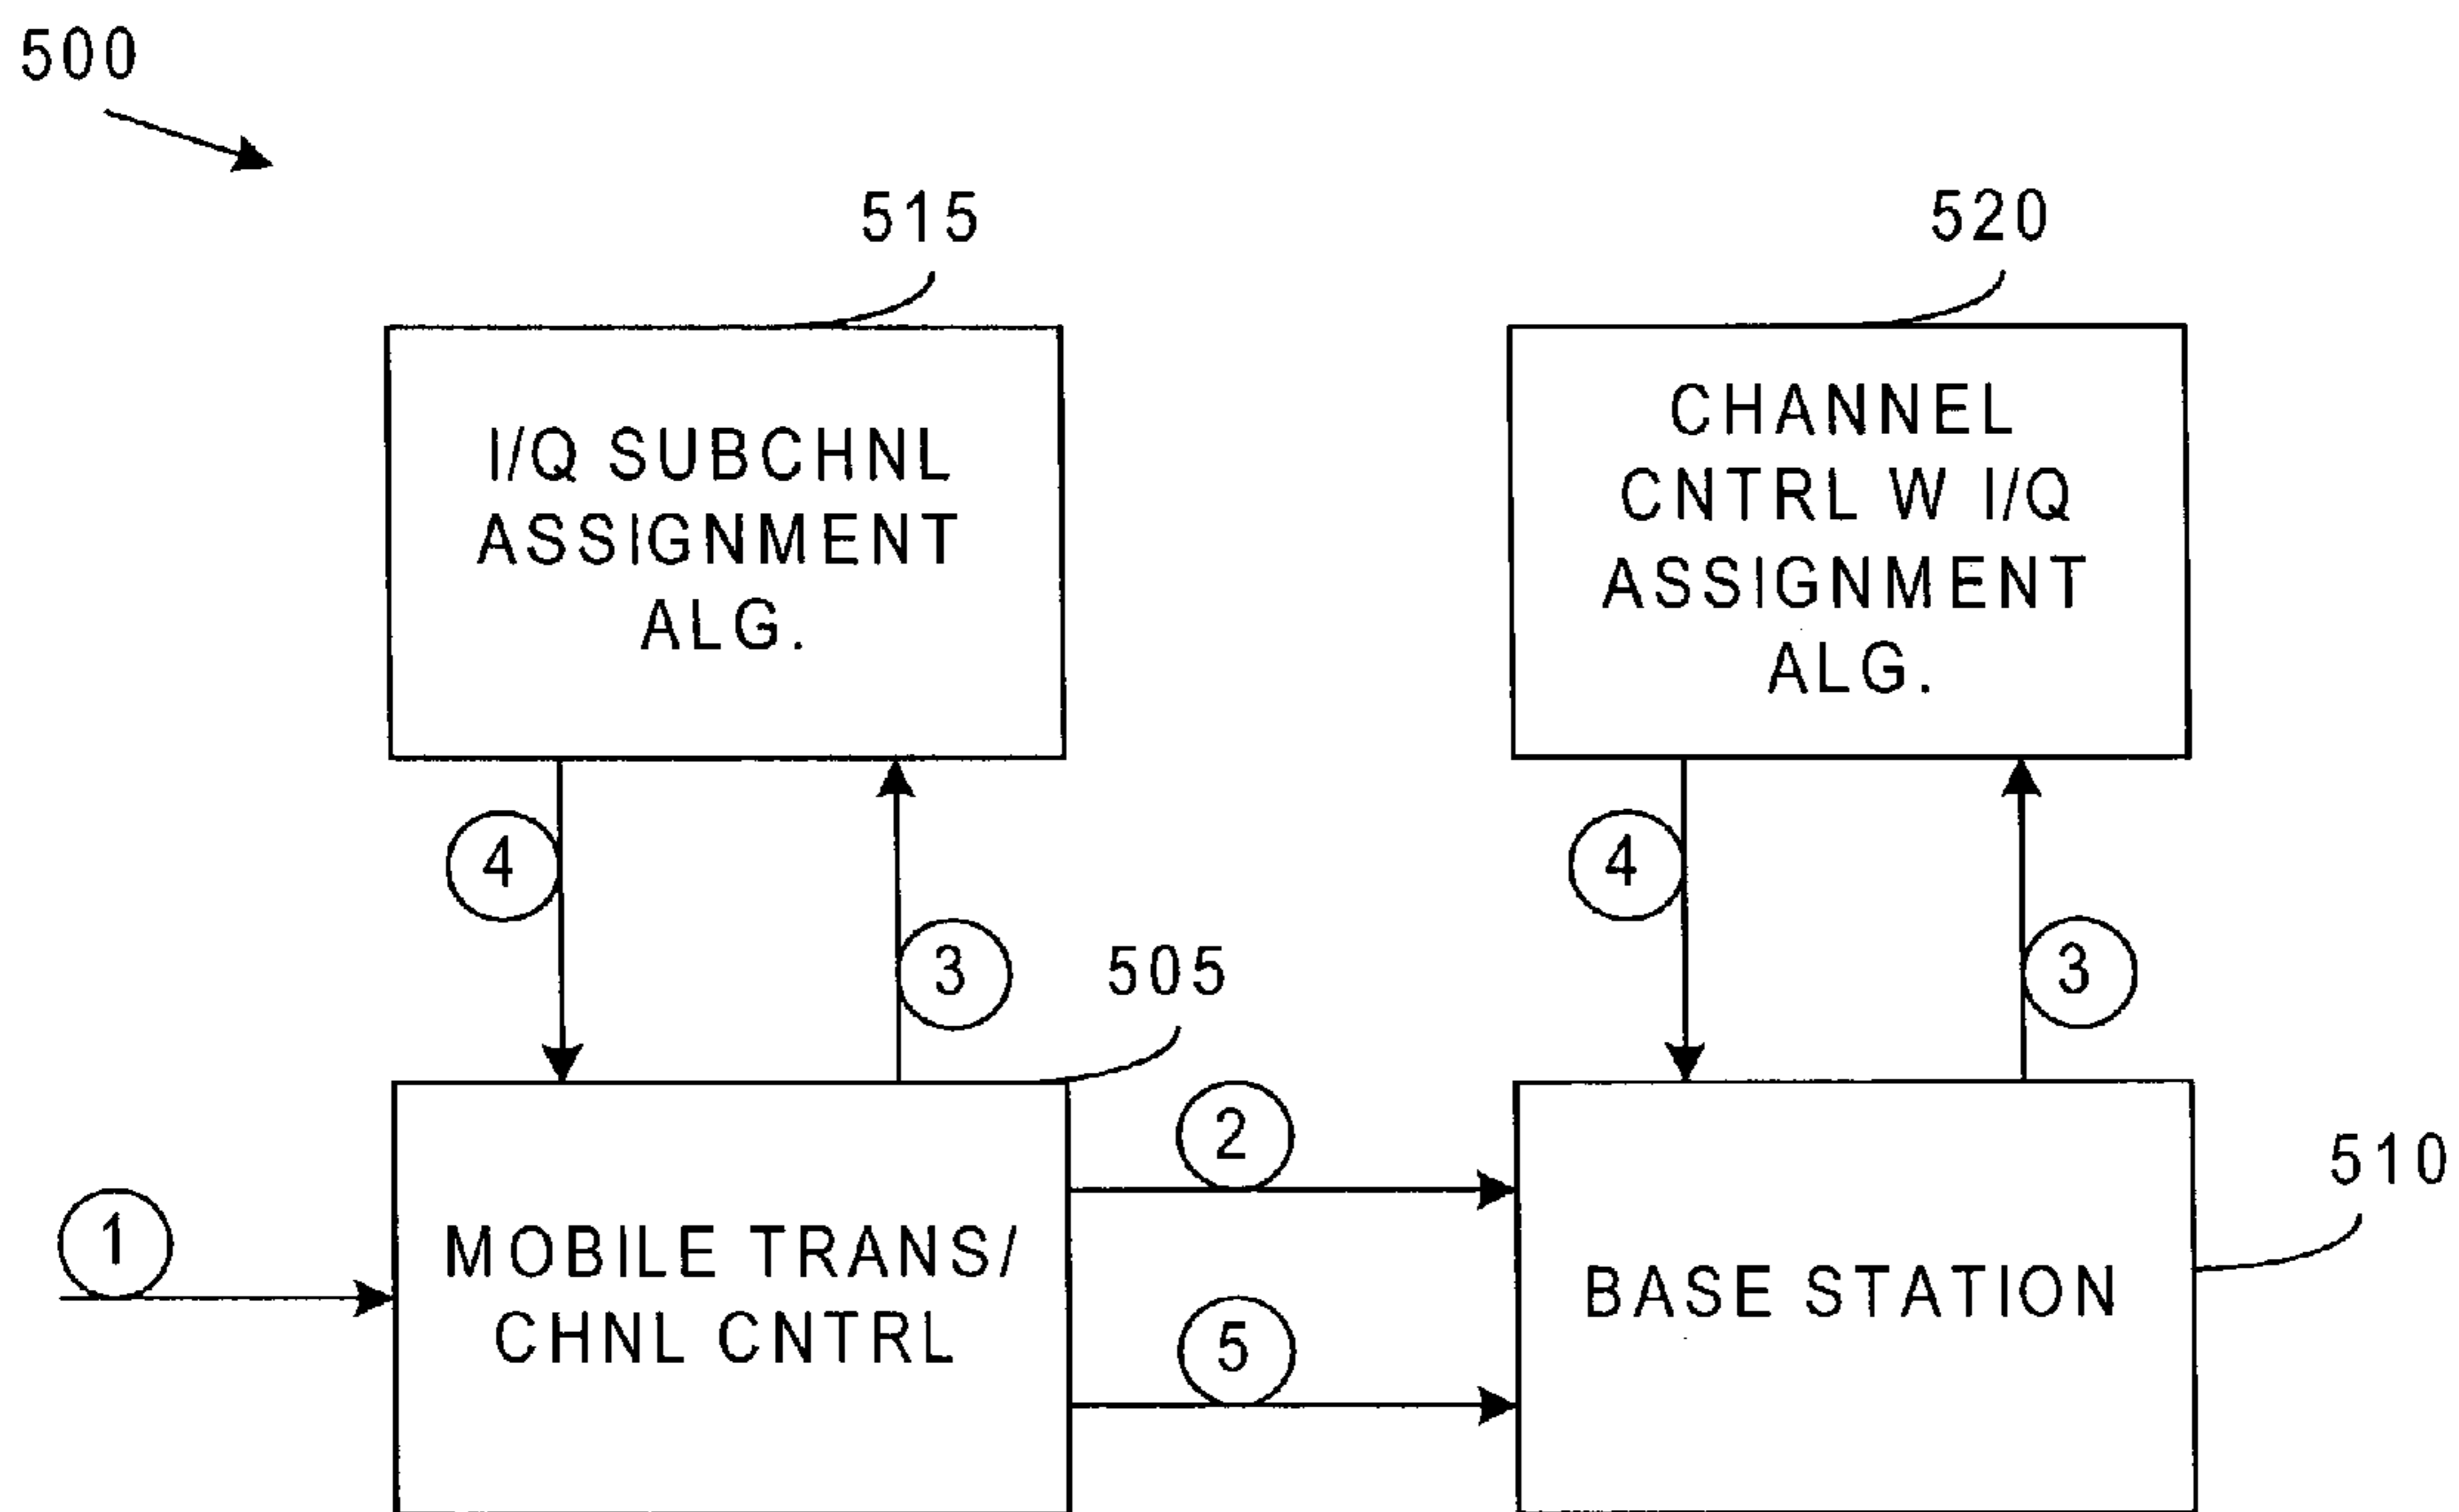 500
515
520
I/Q SUBCHNL
ASSIGNMENT
ALG.
CHANNEL
CNTRL W I/Q
ASSIGNMENT
ALG.
4
3
4
3
505
510
1
2
5
MOBILE TRANS/
CHNL CNTRL
BASE STATION